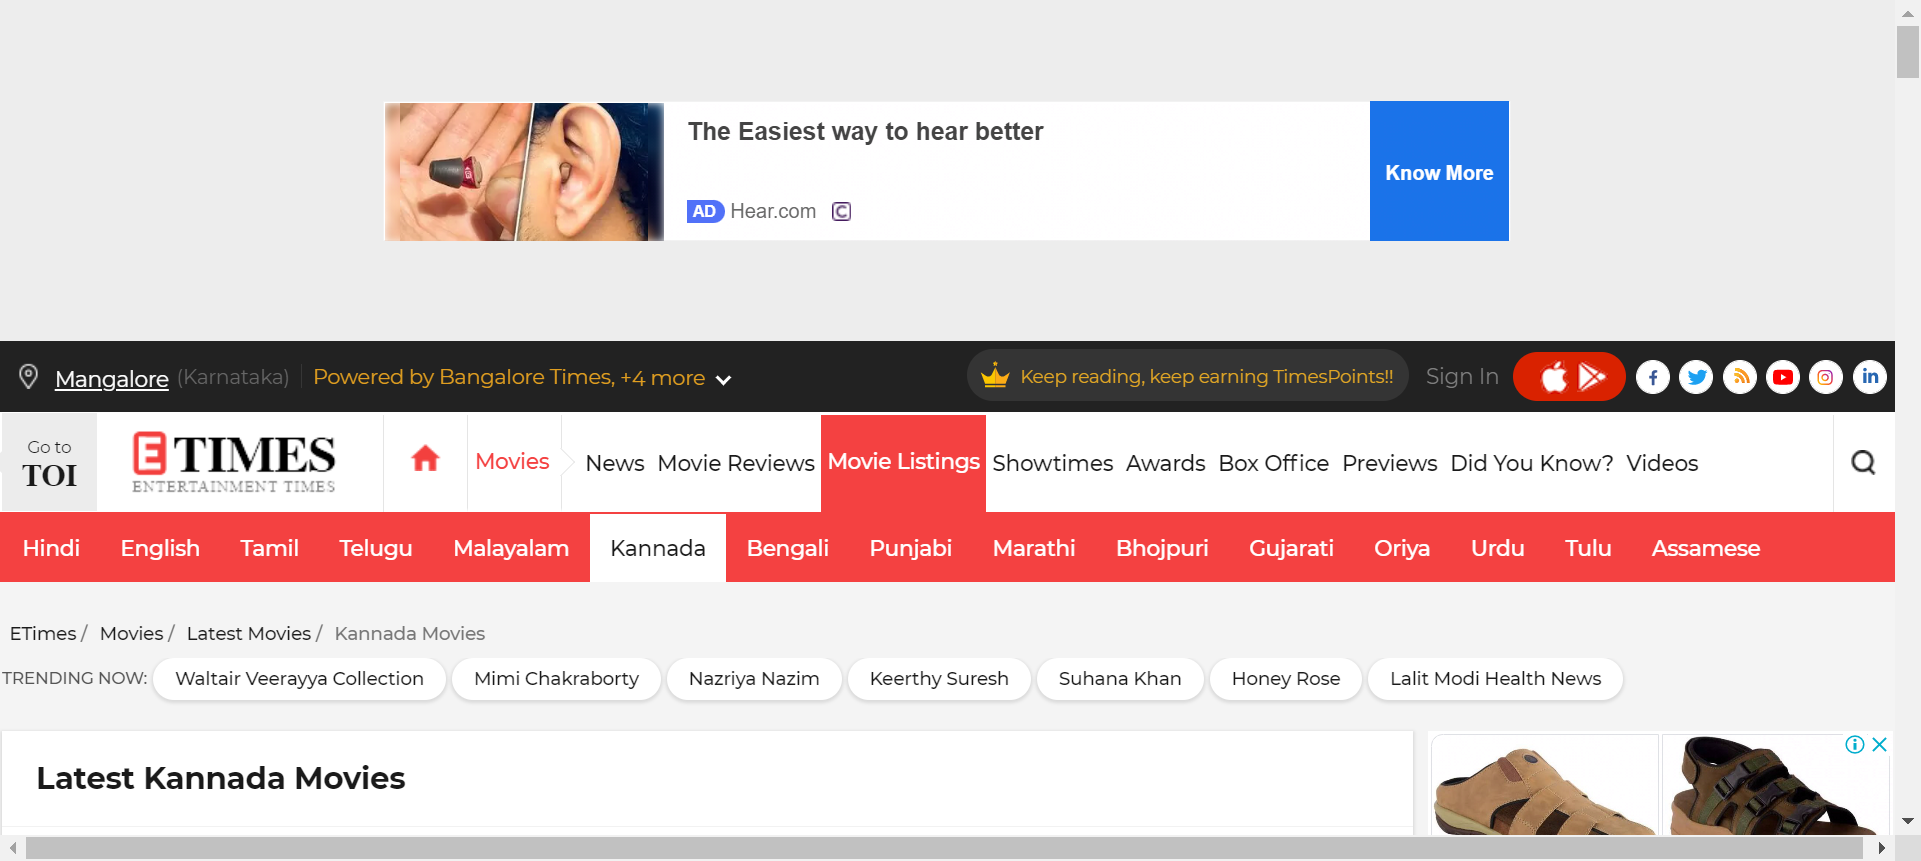 The Easiest way to hear better
Know More
AD Hear.com
Mangalore (Karnataka) Powered by Bangalore Times, +4 more
Keep reading, keep earning TimesPoints!! Sign In
Go to
TOI
ETIMES
ENTERTAINMENT TIMES
Movies News Movie Reviews Movie Listings Showtimes Awards Box Office Previews Did You Know? Videos
Hindi English Tamil Telugu Malayalam Kannada Bengali Punjabi Marathi Bhojpuri Gujarati Oriya Urdu Tulu Assamese
ETimes / Movies / Latest Movies / Kannada Movies
TRENDING NOW: Waltair Veerayya Collection Mimi Chakraborty Nazriya Nazim Keerthy Suresh Suhana Khan Honey Rose Lalit Modi Health News
Latest Kannada Movies